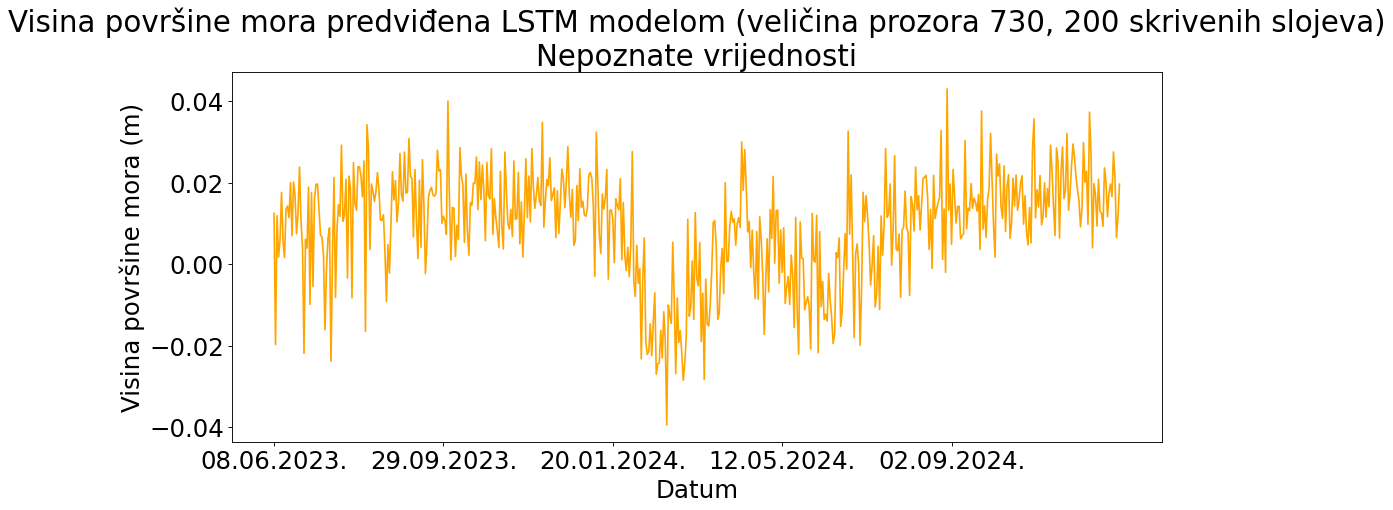 Visina površine mora predviđena LSTM modelom (veličina prozora 730, 200 skrivenih slojeva)
Nepoznate vrijednosti
Visina površine mora (m)
0.04
0.02
0.00
−0.02
−0.04
08.06.2023. 29.09.2023. 20.01.2024. 12.05.2024. 02.09.2024.
Datum